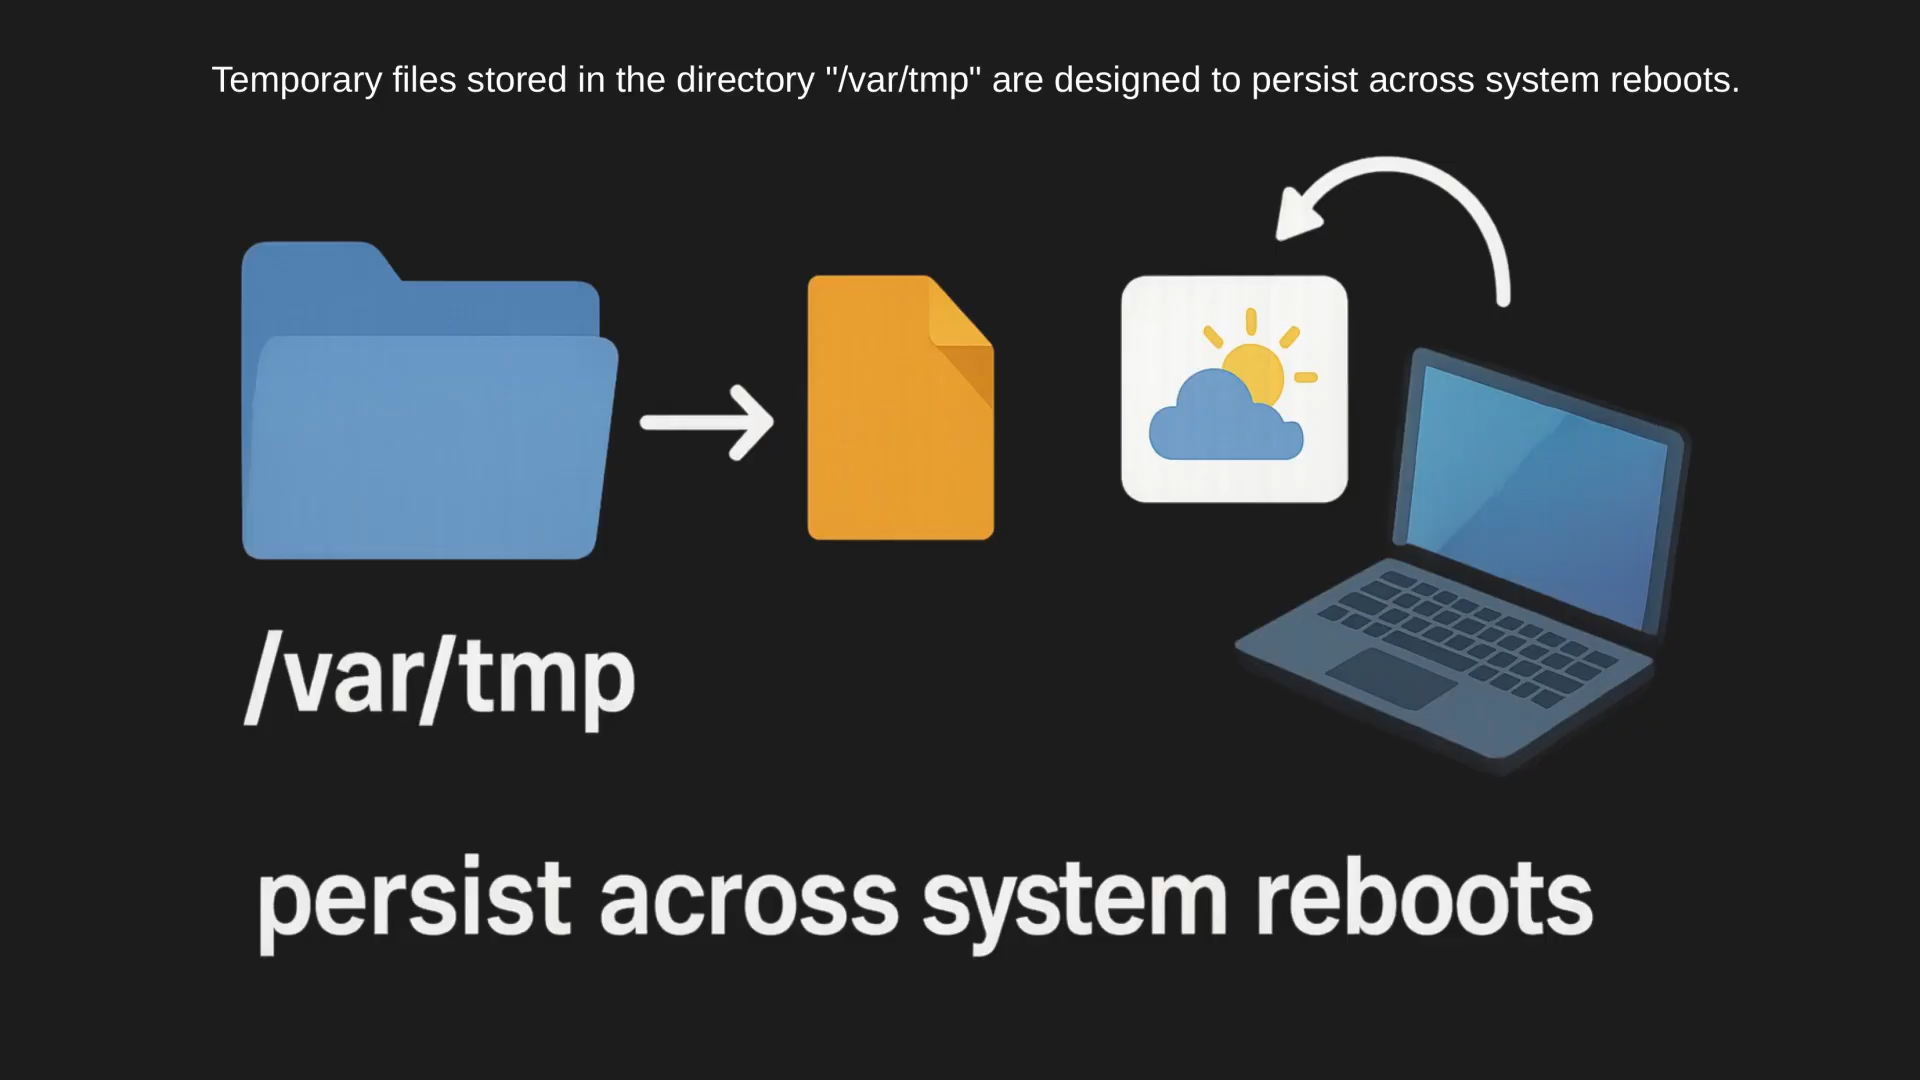 Temporary files stored in the directory "/var/tmp" are designed to persist across system reboots.
/var/tmp
persist across system reboots